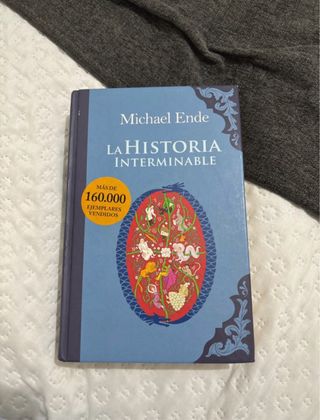 Michael Ende
LA HISTORIA
INTERMINABLE
MÁS DE
160.000
EJEMPLARES
VENDIDOS